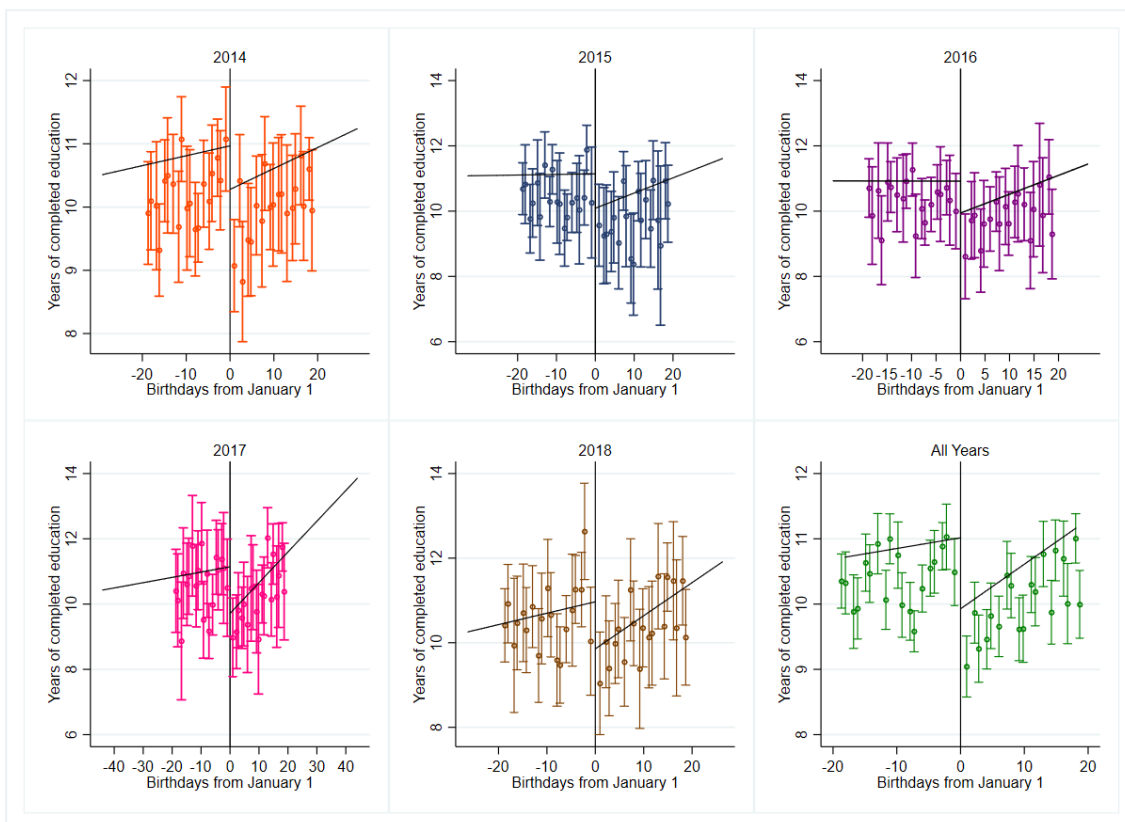 2014
Years of completed education
12
11
10
9
8
-20 -10 0 10 20
Birthdays from January 1
2015
Years of completed education
14
12
10
8
6
-20 -10 0 10 20
Birthdays from January 1
2016
Years of completed education
14
12
10
8
6
-20 -15 -10 -5 0 5 10 15 20
Birthdays from January 1
2017
Years of completed education
14
12
10
8
6
-40 -30 -20 -10 0 10 20 30 40
Birthdays from January 1
2018
Years of completed education
14
12
10
8
-20 -10 0 10 20
Birthdays from January 1
All Years
Years of completed education
12
11
10
9
8
-20 -10 0 10 20
Birthdays from January 1